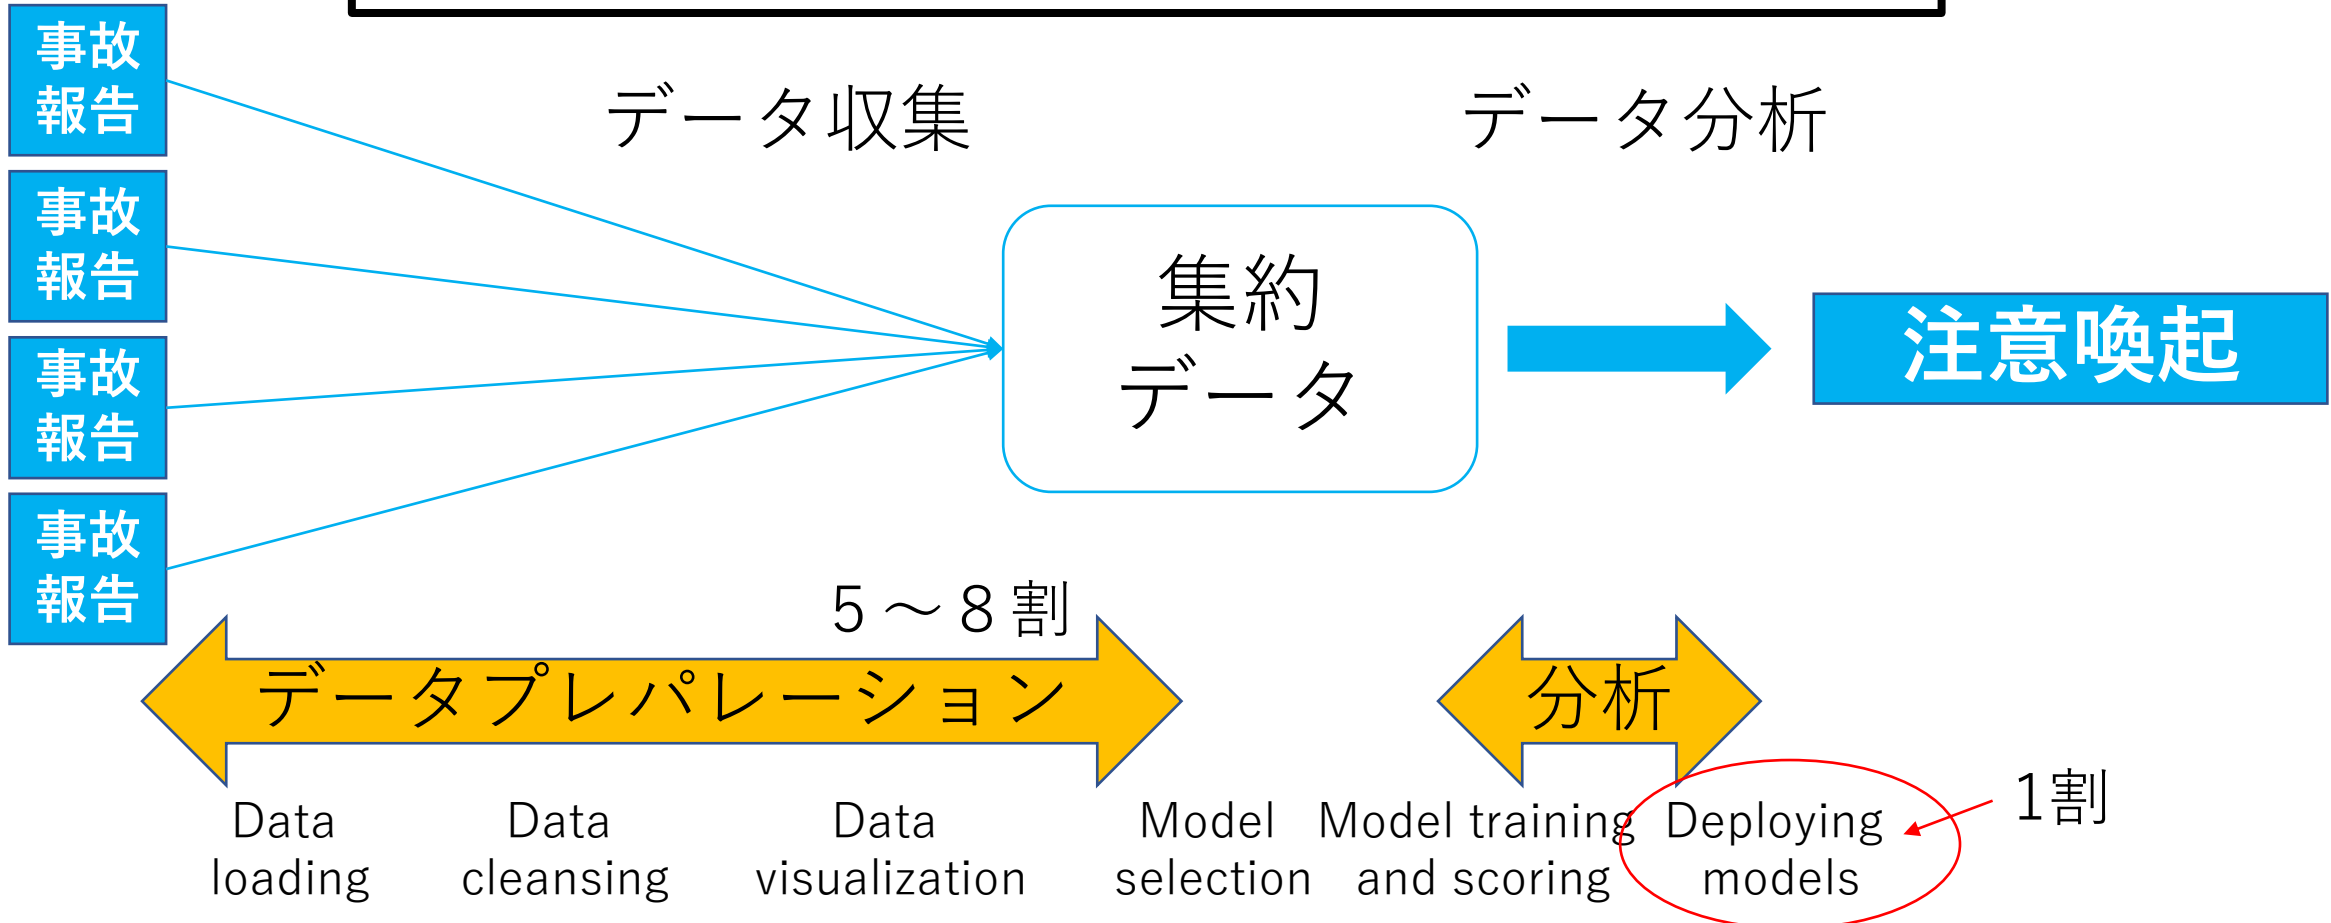 事故
報告
事故
報告
事故
報告
事故
報告
データ収集
データ分析
集約
データ
注意喚起
5～8割
データプレパレーション
分析
Data
loading
Data
cleansing
Data
visualization
Model
selection
Model training
and scoring
Deploying
models
1割